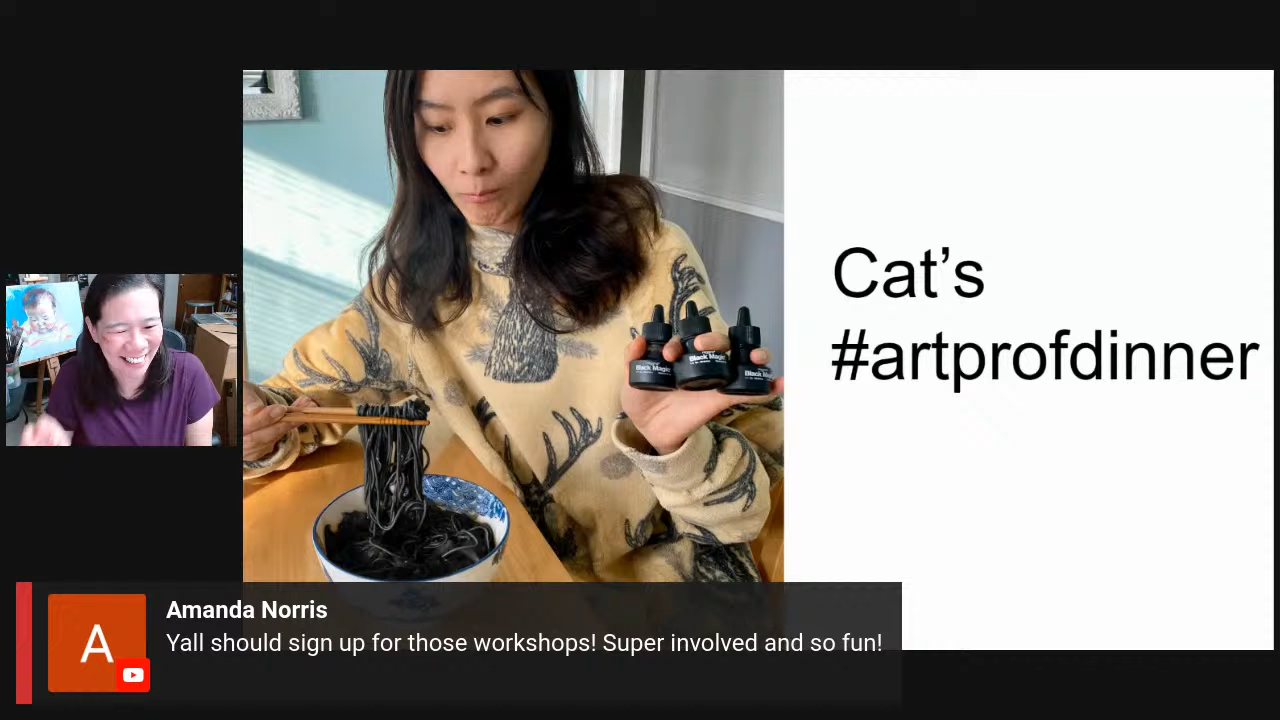 Cat’s
#artprofdinner
Black Magic
Black Magic
Black
A
Amanda Norris
Yall should sign up for those workshops! Super involved and so fun!